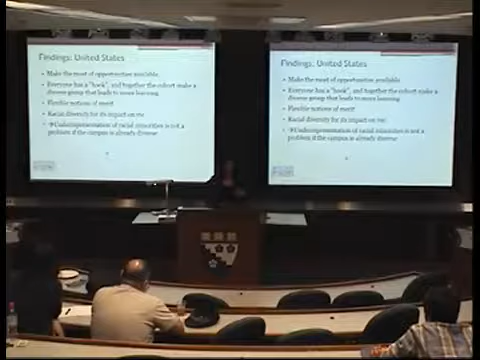 Findings: United States
Make the most of opportunities available
Everyone has a "hook", and together the cohort make a
diverse group that leads to more learning
Flexible notions of merit
Racial diversity for its impact on me
Underrepresentation of racial minorities is not a
problem if the campus is already diverse
Findings: United States
Make the most of opportunities available
Everyone has a "hook", and together the cohort make a
diverse group that leads to more learning
Flexible notions of merit
Racial diversity for its impact on me
Underrepresentation of racial minorities is not a
problem if the campus is already diverse